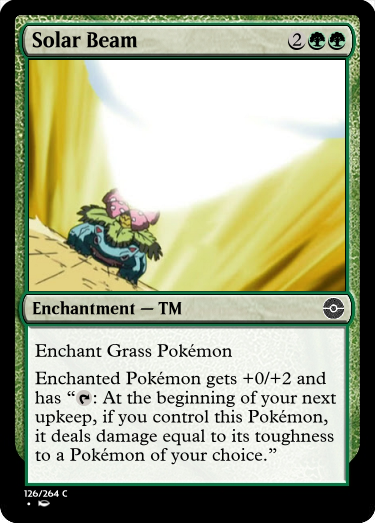 Solar Beam 2
Enchantment — TM
Enchant Grass Pokémon
Enchanted Pokémon gets +0/+2 and
has “: At the beginning of your next
upkeep, if you control this Pokémon,
it deals damage equal to its toughness
to a Pokémon of your choice.”
126/264 C